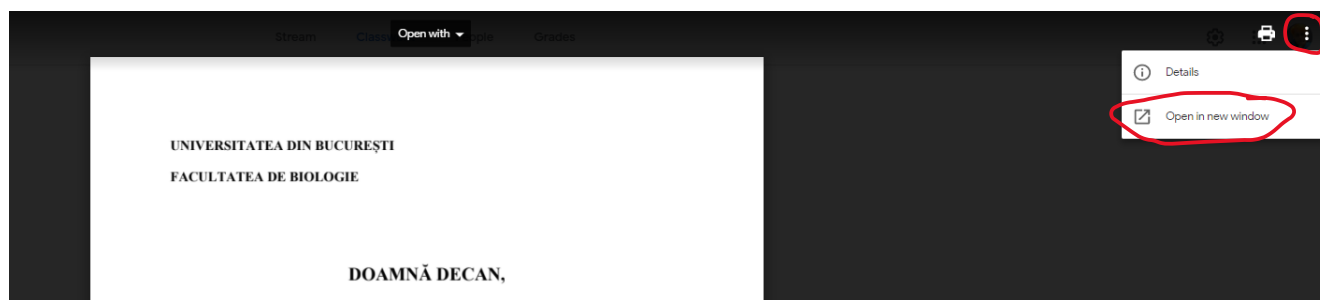 Stream Open with Grades
Details
Open in new window
UNIVERSITATEA DIN BUCUREȘTI
FACULTATEA DE BIOLOGIE
DOAMNĂ DECAN,